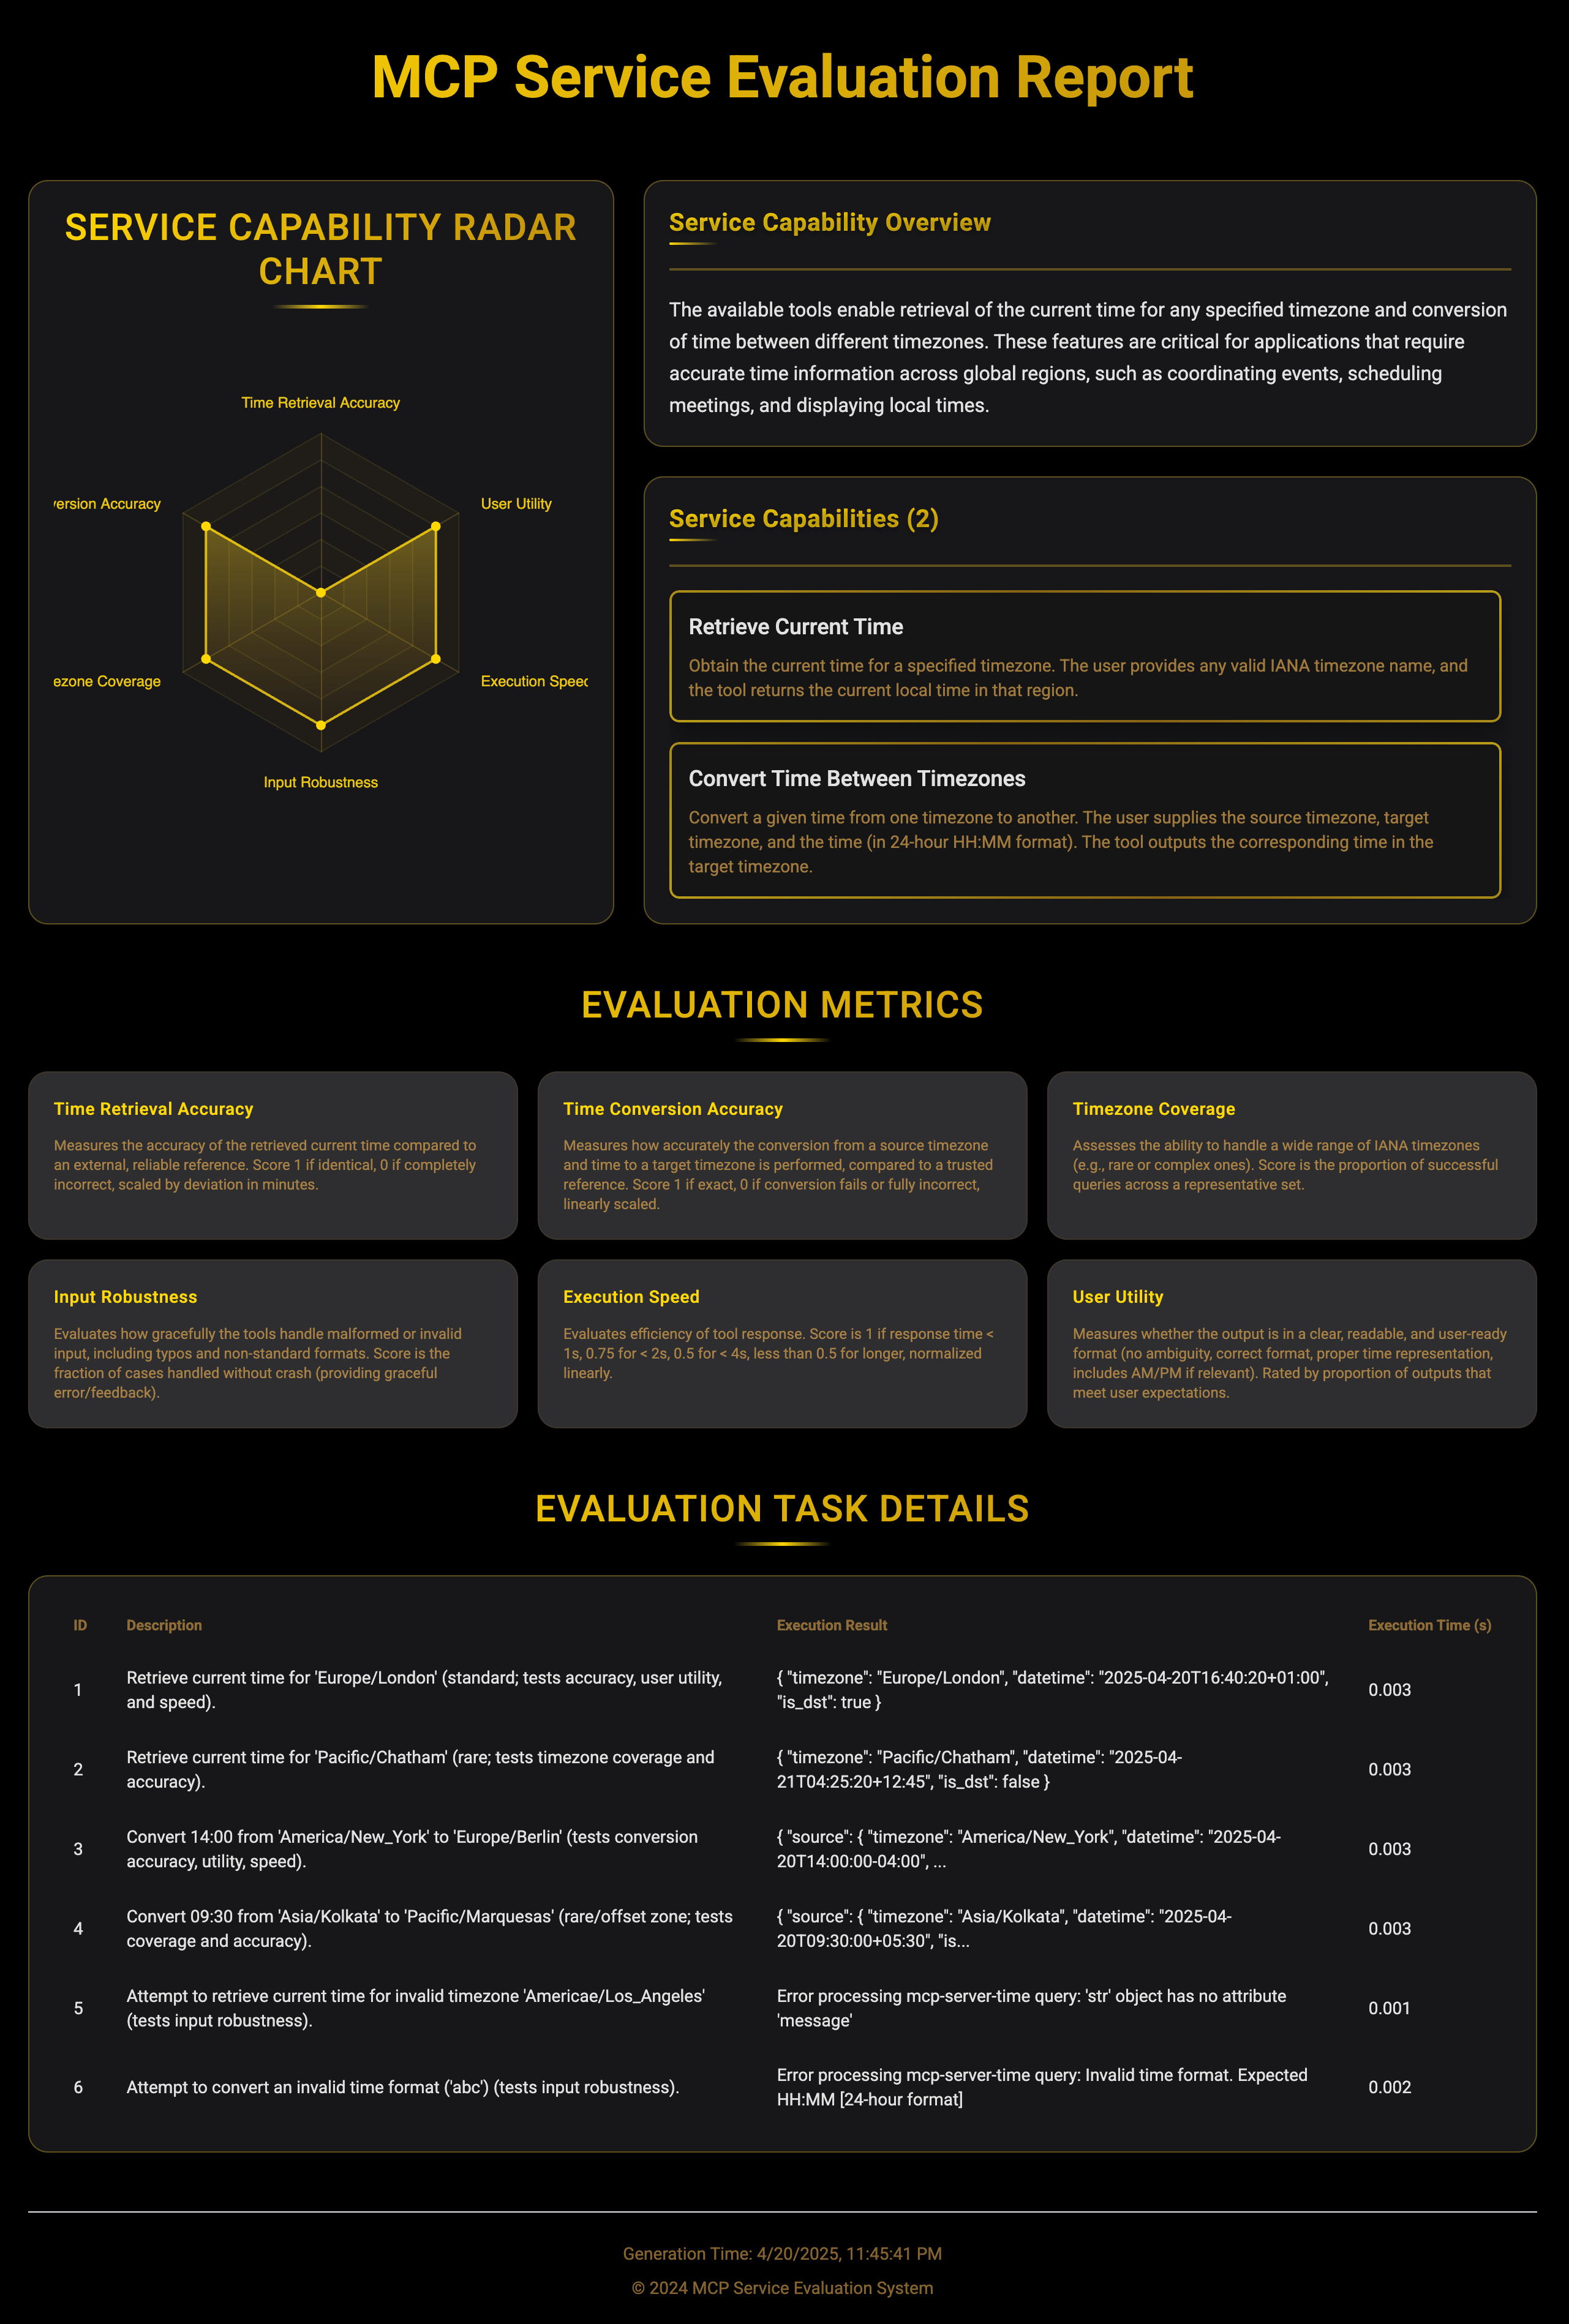 MCP Service Evaluation Report
SERVICE CAPABILITY RADAR
CHART
Time Retrieval Accuracy
User Utility
Execution Speed
Input Robustness
ezone Coverage
version Accuracy
Service Capability Overview
The available tools enable retrieval of the current time for any specified timezone and conversion
of time between different timezones. These features are critical for applications that require
accurate time information across global regions, such as coordinating events, scheduling
meetings, and displaying local times.
Service Capabilities (2)
Retrieve Current Time
Obtain the current time for a specified timezone. The user provides any valid IANA timezone name, and
the tool returns the current local time in that region.
Convert Time Between Timezones
Convert a given time from one timezone to another. The user supplies the source timezone, target
timezone, and the time (in 24-hour HH:MM format). The tool outputs the corresponding time in the
target timezone.
EVALUATION METRICS
Time Retrieval Accuracy
Measures the accuracy of the retrieved current time compared to
an external, reliable reference. Score 1 if identical, 0 if completely
incorrect, scaled by deviation in minutes.
Time Conversion Accuracy
Measures how accurately the conversion from a source timezone
and time to a target timezone is performed, compared to a trusted
reference. Score 1 if exact, 0 if conversion fails or fully incorrect,
linearly scaled.
Timezone Coverage
Assesses the ability to handle a wide range of IANA timezones
(e.g., rare or complex ones). Score is the proportion of successful
queries across a representative set.
Input Robustness
Evaluates how gracefully the tools handle malformed or invalid
input, including typos and non-standard formats. Score is the
fraction of cases handled without crash (providing graceful
error/feedback).
Execution Speed
Evaluates efficiency of tool response. Score is 1 if response time <
1s, 0.75 for < 2s, 0.5 for < 4s, less than 0.5 for longer, normalized
linearly.
User Utility
Measures whether the output is in a clear, readable, and user-ready
format (no ambiguity, correct format, proper time representation,
includes AM/PM if relevant). Rated by proportion of outputs that
meet user expectations.
EVALUATION TASK DETAILS
ID Description Execution Result Execution Time (s)
1 Retrieve current time for 'Europe/London' (standard; tests accuracy, user utility,
and speed).
{ "timezone": "Europe/London", "datetime": "2025-04-20T16:40:20+01:00",
"is_dst": true }
0.003
2 Retrieve current time for 'Pacific/Chatham' (rare; tests timezone coverage and
accuracy).
{ "timezone": "Pacific/Chatham", "datetime": "2025-04-
21T04:25:20+12:45", "is_dst": false }
0.003
3 Convert 14:00 from 'America/New_York' to 'Europe/Berlin' (tests conversion
accuracy, utility, speed).
{ "source": { "timezone": "America/New_York", "datetime": "2025-04-
20T14:00:00-04:00", ...
0.003
4 Convert 09:30 from 'Asia/Kolkata' to 'Pacific/Marquesas' (rare/offset zone; tests
coverage and accuracy).
{ "source": { "timezone": "Asia/Kolkata", "datetime": "2025-04-
20T09:30:00+05:30", "is...
0.003
5 Attempt to retrieve current time for invalid timezone 'Americae/Los_Angeles'
(tests input robustness).
Error processing mcp-server-time query: 'str' object has no attribute
'message'
0.001
6 Attempt to convert an invalid time format ('abc') (tests input robustness).
Error processing mcp-server-time query: Invalid time format. Expected
HH:MM [24-hour format]
0.002
Generation Time: 4/20/2025, 11:45:41 PM
© 2024 MCP Service Evaluation System